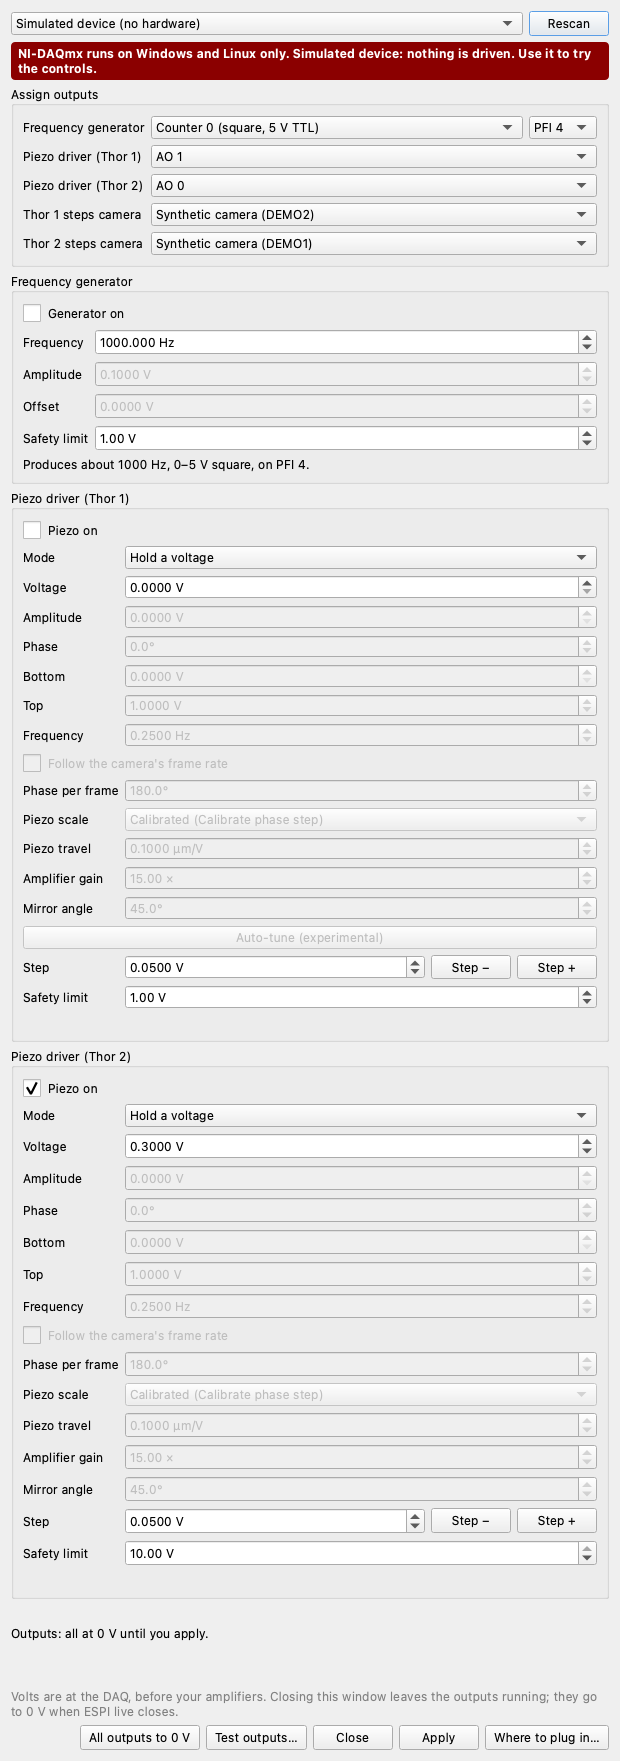 Simulated device (no hardware)
Rescan
NI-DAQmx runs on Windows and Linux only. Simulated device: nothing is driven. Use it to try
the controls.
Assign outputs
Frequency generator Counter 0 (square, 5 V TTL) PFI 4
Piezo driver (Thor 1) AO 1
Piezo driver (Thor 2) AO 0
Thor 1 steps camera Synthetic camera (DEMO2)
Thor 2 steps camera Synthetic camera (DEMO1)
Frequency generator
Generator on
Frequency 1000.000 Hz
Amplitude 0.1000 V
Offset 0.0000 V
Safety limit 1.00 V
Produces about 1000 Hz, 0–5 V square, on PFI 4.
Piezo driver (Thor 1)
Piezo on
Mode Hold a voltage
Voltage 0.0000 V
Amplitude 0.0000 V
Phase 0.0°
Bottom 0.0000 V
Top 1.0000 V
Frequency 0.2500 Hz
Follow the camera's frame rate
Phase per frame 180.0°
Piezo scale Calibrated (Calibrate phase step)
Piezo travel 0.1000 µm/V
Amplifier gain 15.00 ×
Mirror angle 45.0°
Auto-tune (experimental)
Step 0.0500 V Step – Step +
Safety limit 1.00 V
Piezo driver (Thor 2)
Piezo on
Mode Hold a voltage
Voltage 0.3000 V
Amplitude 0.0000 V
Phase 0.0°
Bottom 0.0000 V
Top 1.0000 V
Frequency 0.2500 Hz
Follow the camera's frame rate
Phase per frame 180.0°
Piezo scale Calibrated (Calibrate phase step)
Piezo travel 0.1000 µm/V
Amplifier gain 15.00 ×
Mirror angle 45.0°
Step 0.0500 V Step – Step +
Safety limit 10.00 V
Outputs: all at 0 V until you apply.
Volts are at the DAQ, before your amplifiers. Closing this window leaves the outputs running; they go
to 0 V when ESPI live closes.
All outputs to 0 V Test outputs... Close Apply Where to plug in...